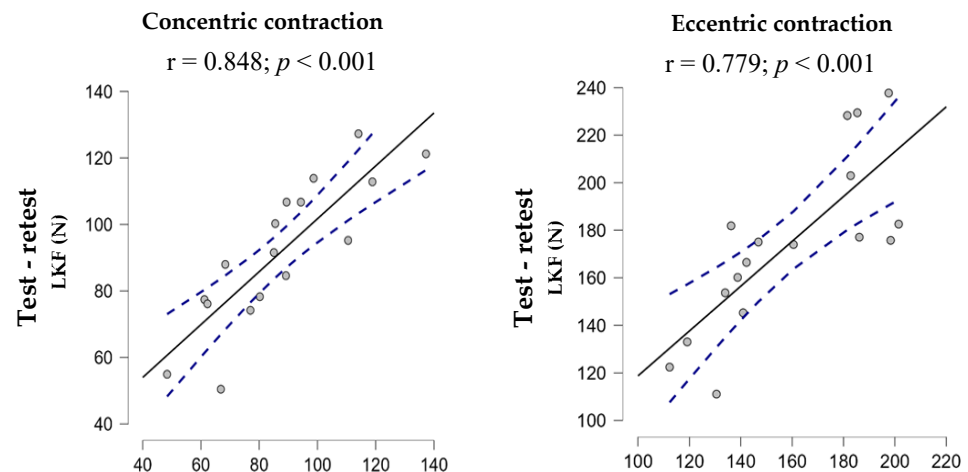 Concentric contraction
r = 0.848; p < 0.001
Test - retest
LKF (N)
140
120
100
80
60
40
40 60 80 100 120 140
Eccentric contraction
r = 0.779; p < 0.001
Test - retest
LKF (N)
240
220
200
180
160
140
120
100
100 120 140 160 180 200 220